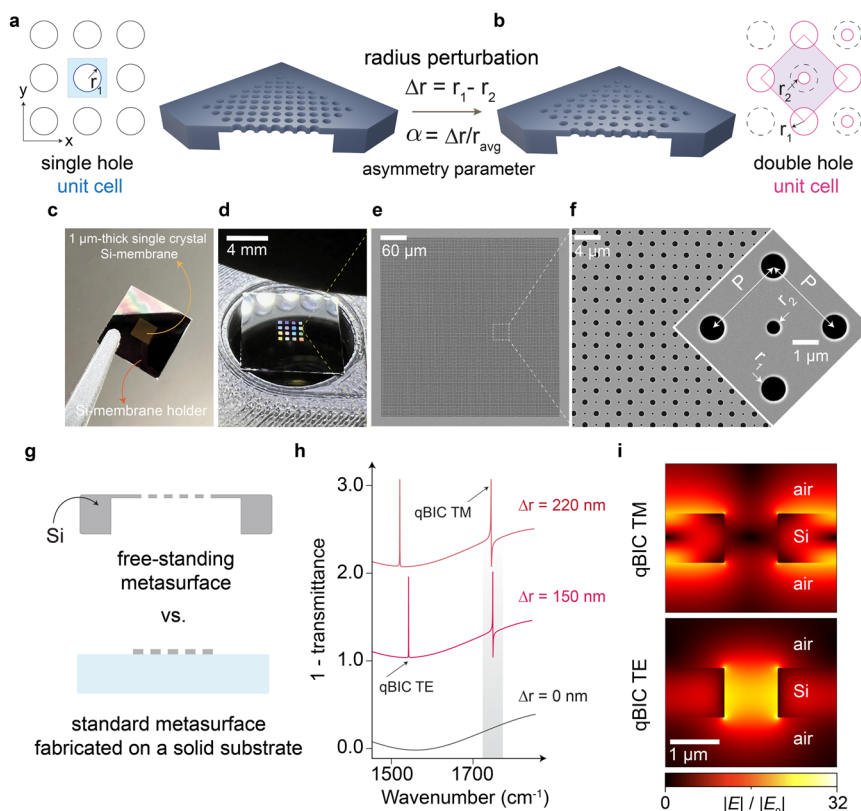 a
r₁
y
x
single hole
unit cell
radius perturbation
Δr = r₁- r₂
α = Δr/rₐᵥg
asymmetry parameter
b
r₂
r₁
double hole
unit cell
c
1 µm-thick single crystal
Si-membrane
Si-membrane holder
d
4 mm
e
60 µm
f
4 µm
P
P
r₂
r₁
1 µm
g
Si
free-standing
metasurface
vs.
standard metasurface
fabricated on a solid substrate
h
1 - transmittance
3.0
2.0
1.0
0.0
qBIC TM
Δr = 220 nm
Δr = 150 nm
qBIC TE
Δr = 0 nm
1500
1700
Wavenumber (cm⁻¹)
i
qBIC TM
air
Si
air
qBIC TE
air
Si
air
1 µm
0
|E| / |E₀|
32